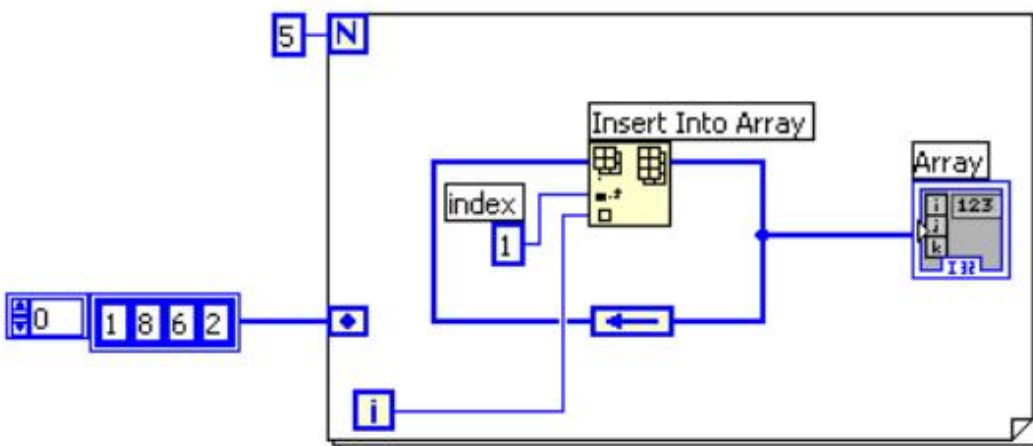 5 N
Insert Into Array
Array
index
1
i 123
j
k
I32
0 1 8 6 2
i